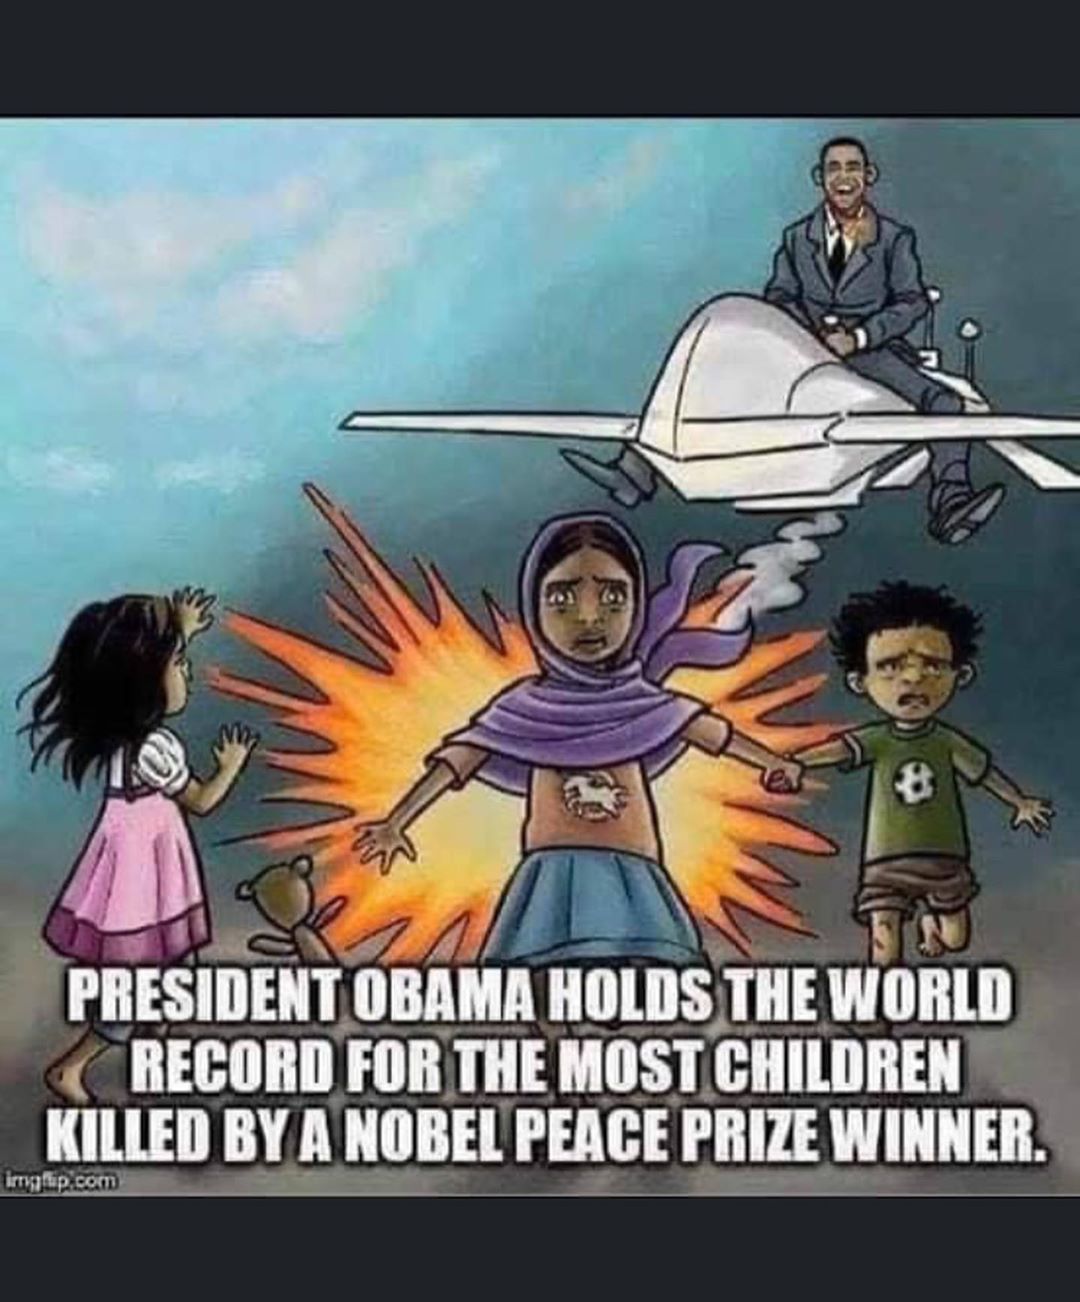 PRESIDENT OBAMA HOLDS THE WORLD
RECORD FOR THE MOST CHILDREN
KILLED BY A NOBEL PEACE PRIZE WINNER.
imgflip.com